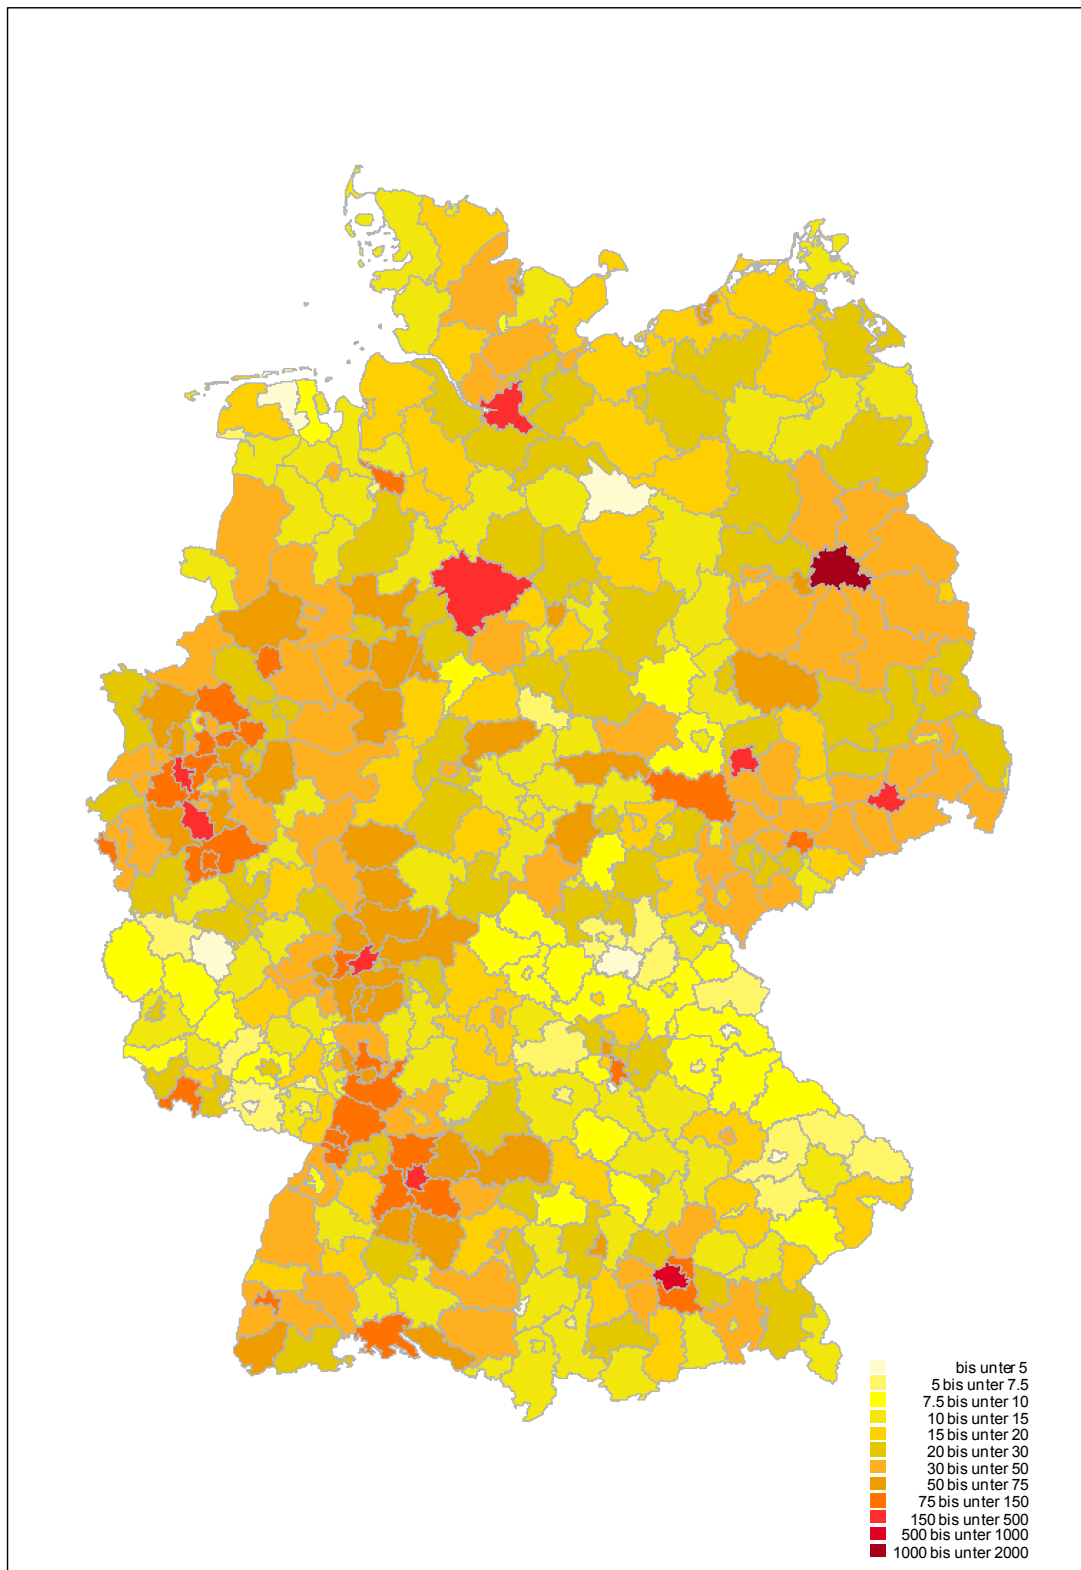 bis unter 5
5 bis unter 7.5
7.5 bis unter 10
10 bis unter 15
15 bis unter 20
20 bis unter 30
30 bis unter 50
50 bis unter 75
75 bis unter 150
150 bis unter 500
500 bis unter 1000
1000 bis unter 2000